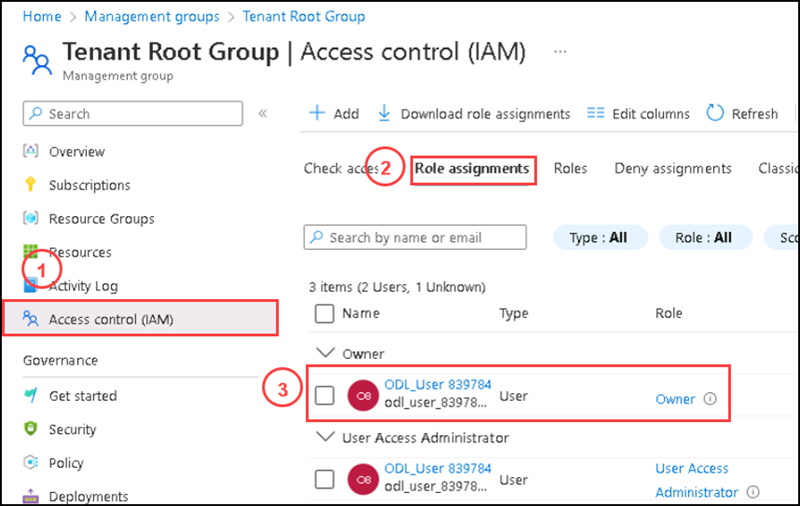 Home > Management groups > Tenant Root Group >
Tenant Root Group | Access control (IAM) ...
Management group
Search «
+ Add Download role assignments Edit columns Refresh
Overview
Subscriptions
Resource Groups
Resources
1
Activity Log
Access control (IAM)
Governance
Get started
Security
Policy
Deployments
Check acces 2 Role assignments Roles Deny assignments Classic
Search by name or email Type : All Role : All Sco
3 items (2 Users, 1 Unknown)
Name Type Role
Owner
3
O8 ODL_User 839784 User Owner
odl_user_83978...
User Access Administrator
O8 ODL_User 839784 User User Access
odl_user_83978... Administrator